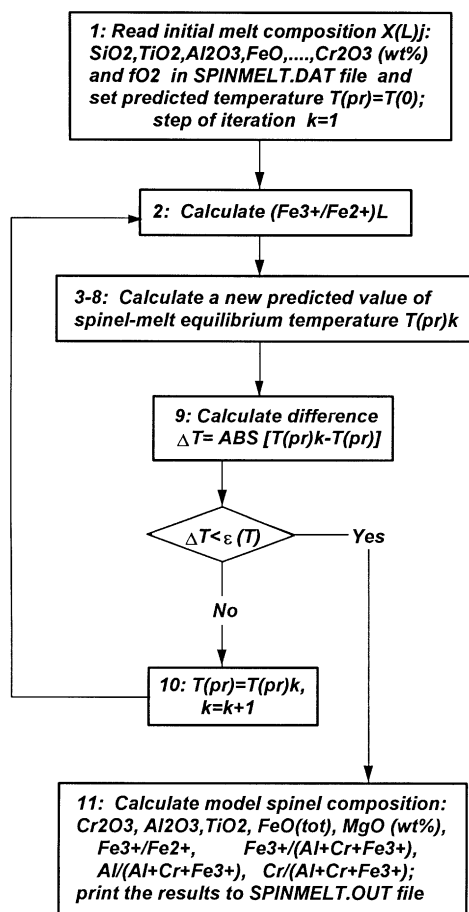 1: Read initial melt composition X(L)j:
SiO2,TiO2,Al2O3,FeO,....,Cr2O3 (wt%)
and fO2 in SPINMELT.DAT file and
set predicted temperature T(pr)=T(0);
step of iteration k=1
2: Calculate (Fe3+/Fe2+)L
3-8: Calculate a new predicted value of
spinel-melt equilibrium temperature T(pr)k
9: Calculate difference
ΔT= ABS [T(pr)k-T(pr)]
ΔT< ε (T)
Yes
No
10: T(pr)=T(pr)k,
k=k+1
11: Calculate model spinel composition:
Cr2O3, Al2O3,TiO2, FeO(tot), MgO (wt%),
Fe3+/Fe2+, Fe3+/(Al+Cr+Fe3+),
Al/(Al+Cr+Fe3+), Cr/(Al+Cr+Fe3+);
print the results to SPINMELT.OUT file